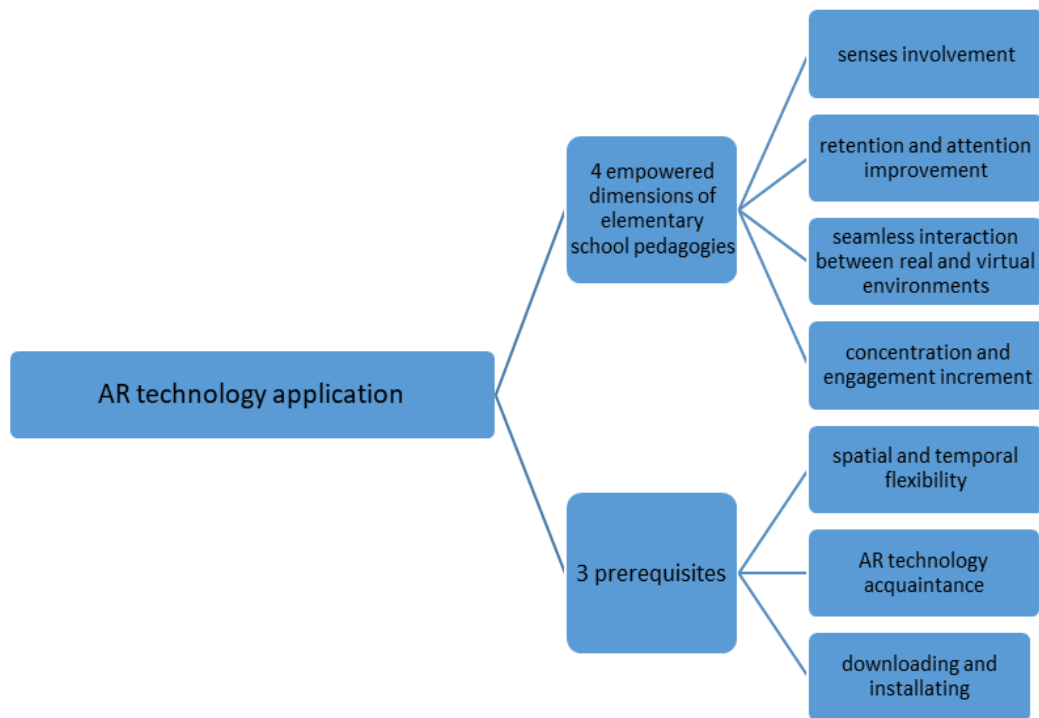 AR technology application
4 empowered
dimensions of
elementary
school pedagogies
senses involvement
retention and attention
improvement
seamless interaction
between real and virtual
environments
concentration and
engagement increment
3 prerequisites
spatial and temporal
flexibility
AR technology
acquaintance
downloading and
installating